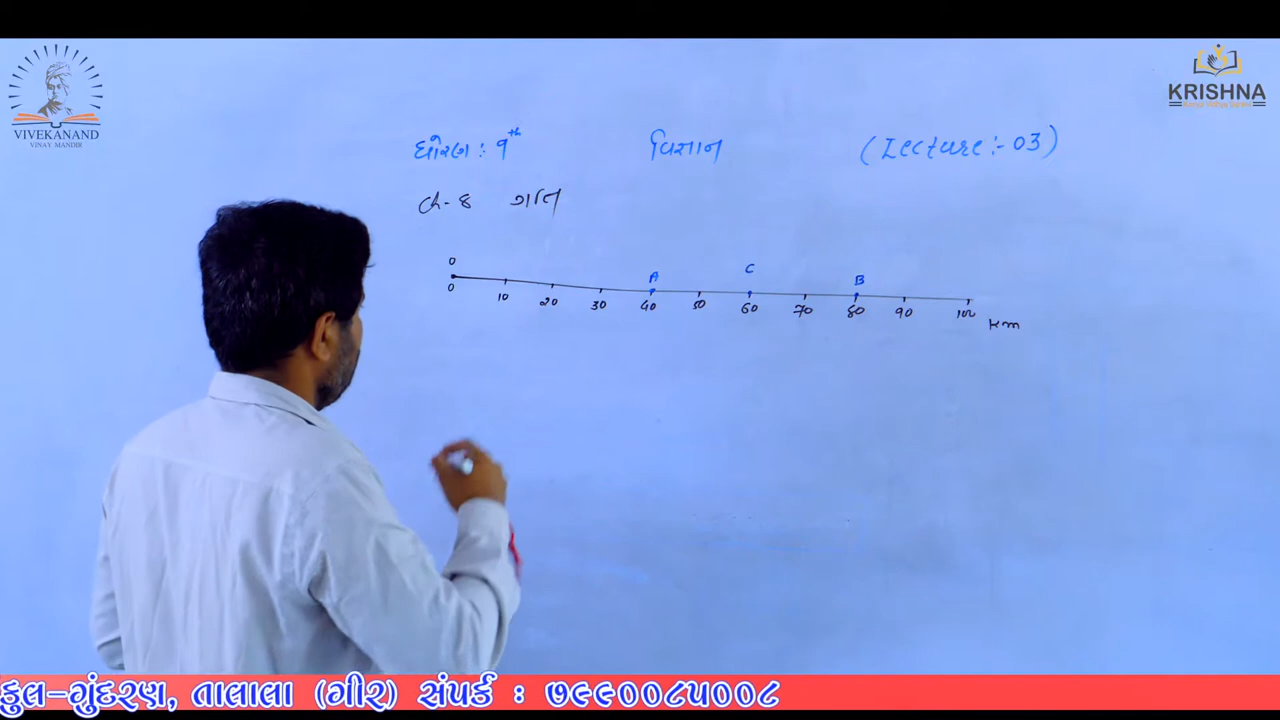 VIVEKANAND
VINAY MANDIR
KRISHNA
ધોરણ : 9th વિજ્ઞાન (Lecture :- 03)
ch - 8 ગતિ
0 A C B
0 10 20 30 40 50 60 70 80 90 100 km
કુલ-ગુંદરણ, તાલાલા (ગીર) સંપર્ક : ૭૯૯૦૦૮૫૦૦૮